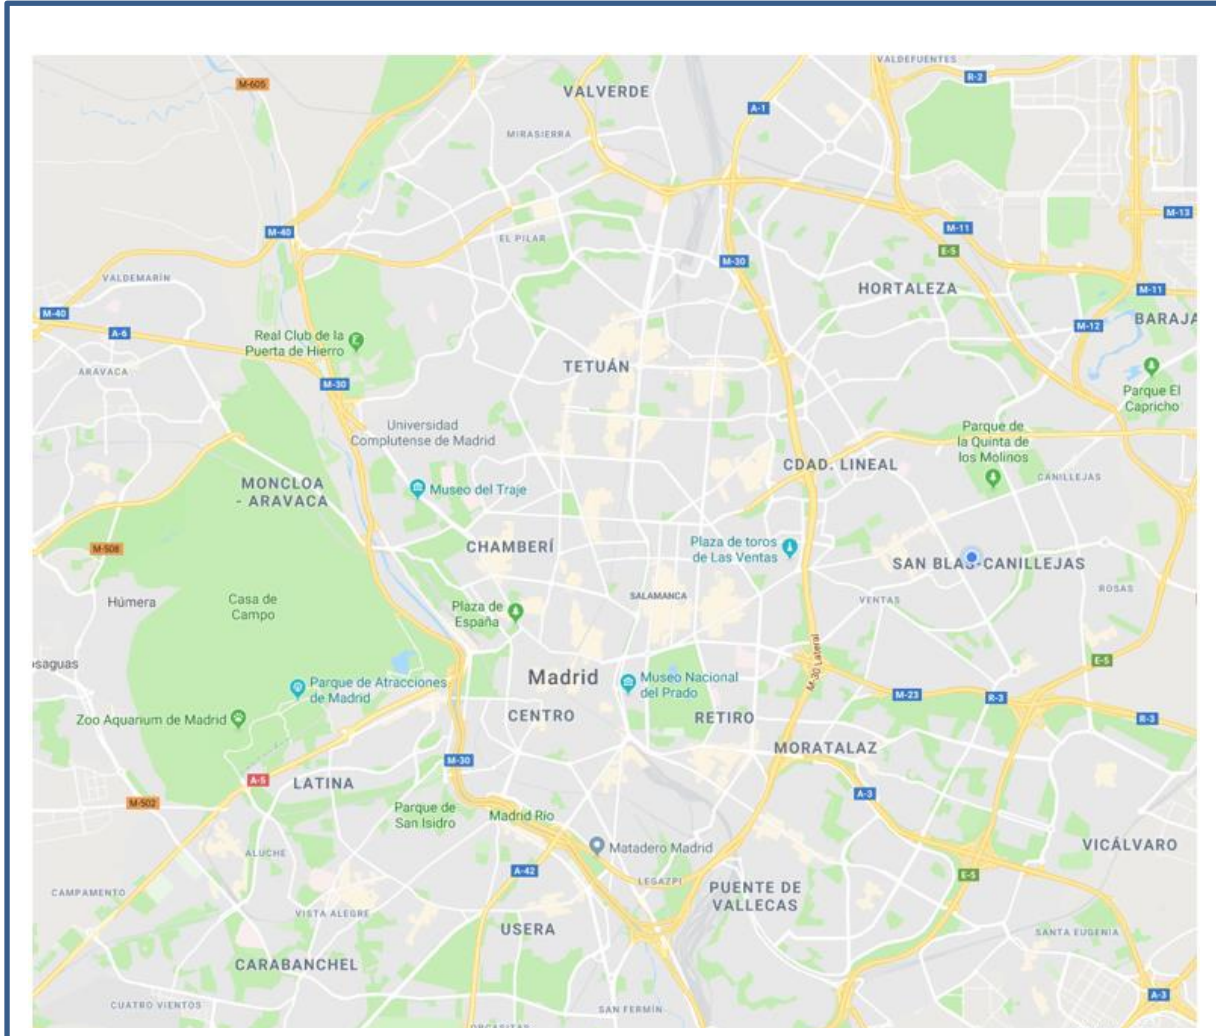 VALDEFUENTES
M-605
R-2
VALVERDE
A-1
MIRASIERRA
M-13
M-40
M-11
EL PILAR
E-5
M-30
VALDEMARÍN
HORTALEZA
M-11
M-40
BARAJA
A-6
M-12
Real Club de la
Puerta de Hierro
TETUÁN
ARAVACA
M-30
Parque El
Capricho
Universidad
Complutense de Madrid
Parque de
la Quinta de
los Molinos
CDAD. LINEAL
CANILLEJAS
MONCLOA
- ARAVACA
Museo del Traje
M-508
CHAMBERÍ
Plaza de toros
de Las Ventas
SAN BLAS-CANILLEJAS
ROSAS
Húmera
Casa de
Campo
Plaza de
España
SALAMANCA
VENTAS
osaguas
M-30 Lateral
E-5
Parque de Atracciones
de Madrid
Madrid
Museo Nacional
del Prado
M-23
R-3
Zoo Aquarium de Madrid
CENTRO
RETIRO
R-3
MORATALAZ
M-30
A-5
LATINA
A-3
M-502
Parque de
San Isidro
Madrid Río
Matadero Madrid
VICÁLVARO
ALUCHE
A-42
LEGAZPI
E-5
CAMPAMENTO
PUENTE DE
VALLECAS
VISTA ALEGRE
USERA
SANTA EUGENIA
CARABANCHEL
A-3
CUATRO VIENTOS
SAN FERMÍN
ORCASITAS